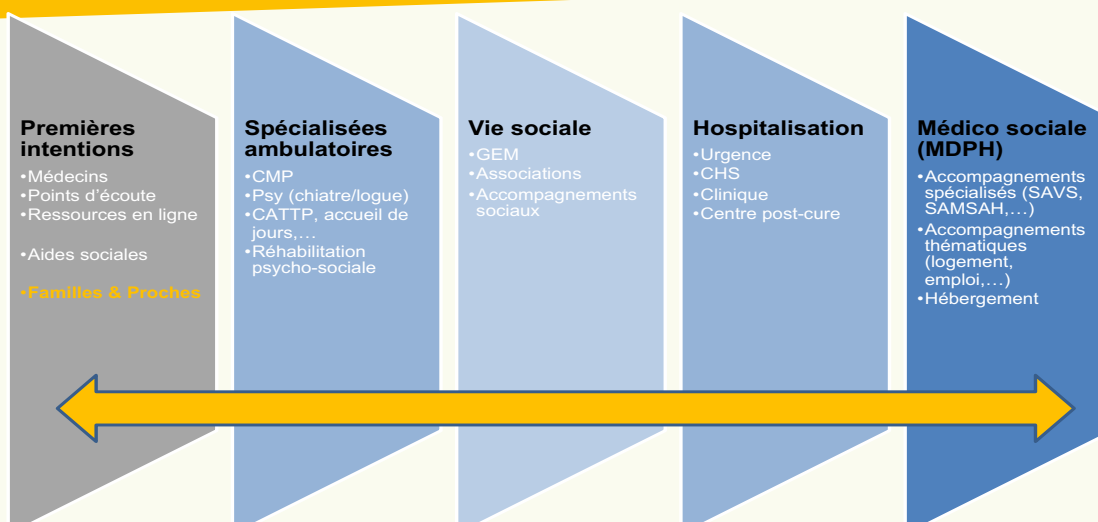 Premières
intentions
•Médecins
•Points d'écoute
•Ressources en ligne
•Aides sociales
•Familles & Proches
Spécialisées
ambulatoires
•CMP
•Psy (chiatre/logue)
•CATTP, accueil de
jours,…
•Réhabilitation
psycho-sociale
Vie sociale
•GEM
•Associations
•Accompagnements
sociaux
Hospitalisation
•Urgence
•CHS
•Clinique
•Centre post-cure
Médico sociale
(MDPH)
•Accompagnements
spécialisés (SAVS,
SAMSAH,…)
•Accompagnements
thématiques
(logement,
emploi,…)
•Hébergement